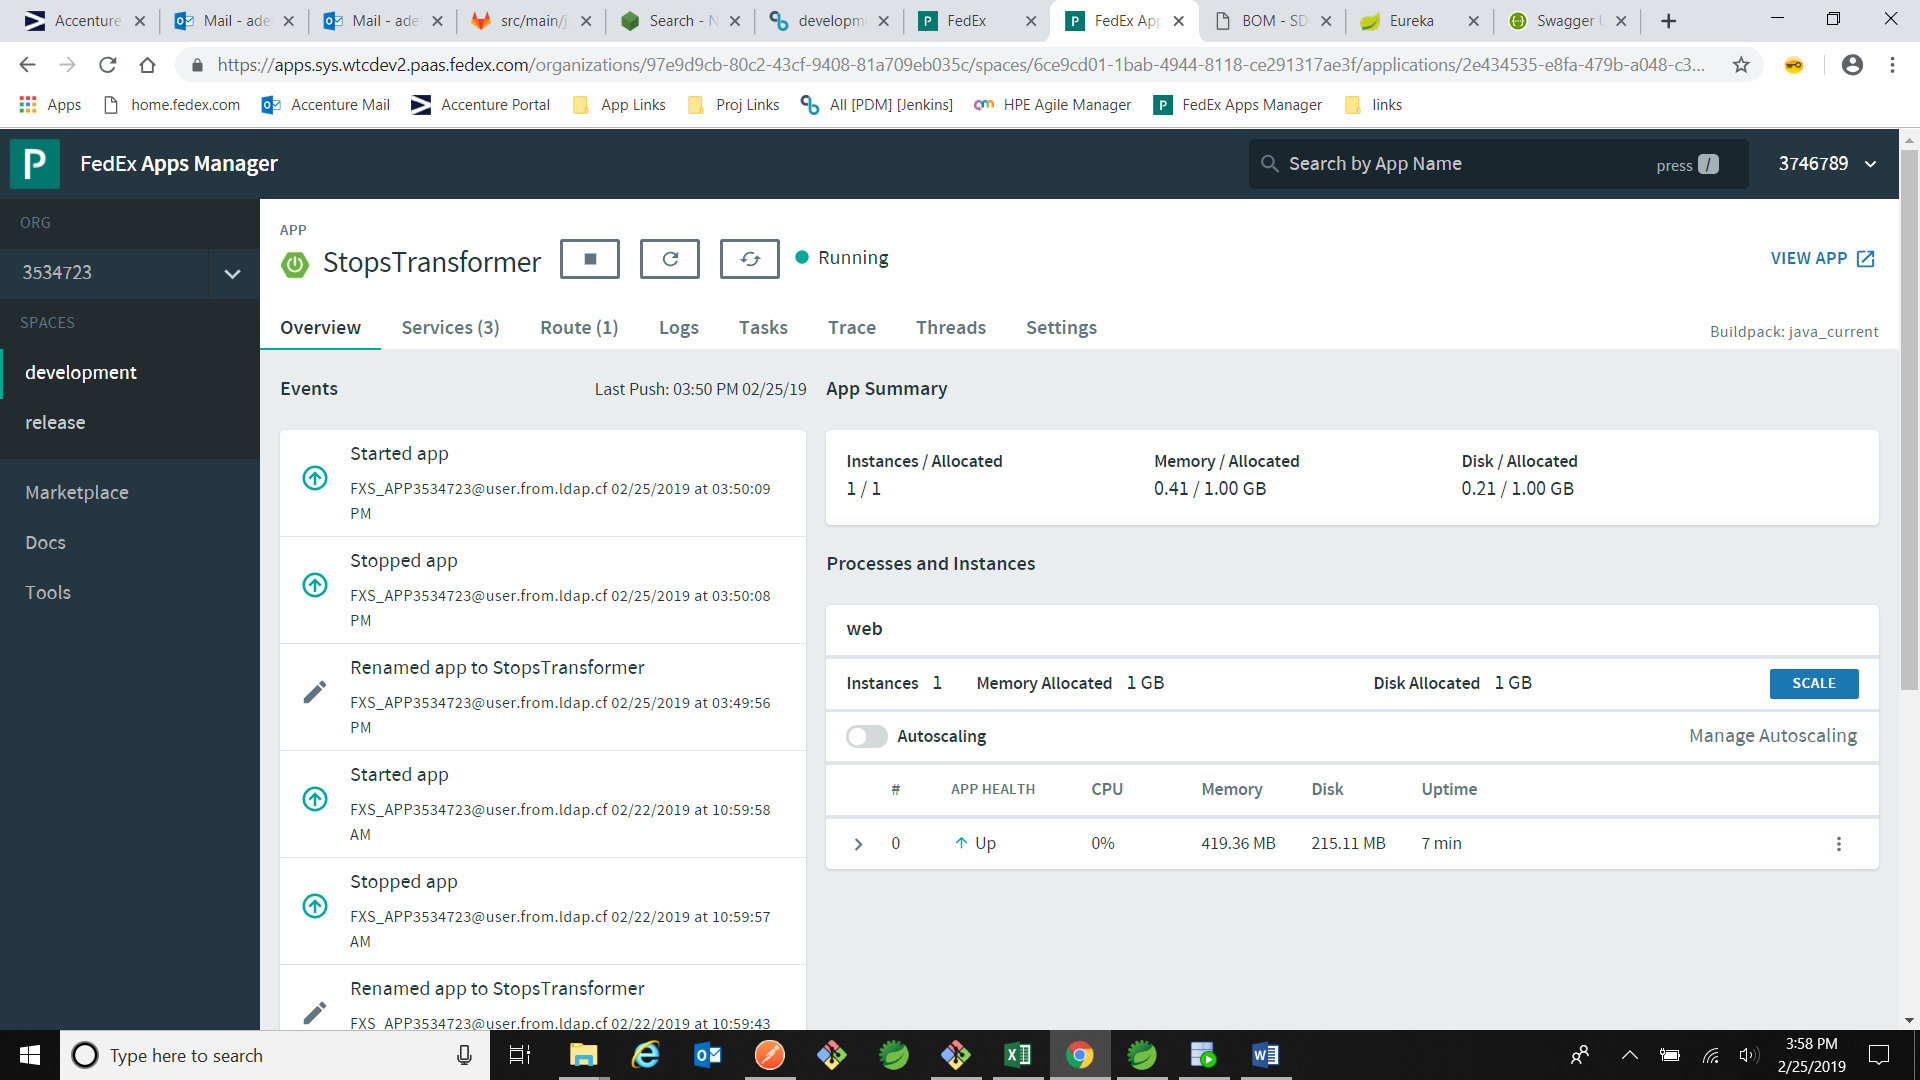 Accenture
Mail - ade
Mail - ade
src/main/j
Search - N
developm
FedEx
FedEx App
BOM - SD
Eureka
Swagger U
https://apps.sys.wtcdev2.paas.fedex.com/organizations/97e9d9cb-80c2-43cf-9408-81a709eb035c/spaces/6ce9cd01-1bab-4944-8118-ce291317ae3f/applications/2e434535-e8fa-479b-a048-c3...
Apps
home.fedex.com
Accenture Mail
Accenture Portal
App Links
Proj Links
All [PDM] [Jenkins]
HPE Agile Manager
FedEx Apps Manager
links
P
FedEx Apps Manager
Search by App Name
press /
3746789
ORG
3534723
SPACES
development
release
Marketplace
Docs
Tools
APP
StopsTransformer
Running
VIEW APP
Overview
Services (3)
Route (1)
Logs
Tasks
Trace
Threads
Settings
Buildpack: java_current
Events
Last Push: 03:50 PM 02/25/19
Started app
FXS_APP3534723@user.from.ldap.cf 02/25/2019 at 03:50:09
PM
Stopped app
FXS_APP3534723@user.from.ldap.cf 02/25/2019 at 03:50:08
PM
Renamed app to StopsTransformer
FXS_APP3534723@user.from.ldap.cf 02/25/2019 at 03:49:56
PM
Started app
FXS_APP3534723@user.from.ldap.cf 02/22/2019 at 10:59:58
AM
Stopped app
FXS_APP3534723@user.from.ldap.cf 02/22/2019 at 10:59:57
AM
Renamed app to StopsTransformer
FXS_APP3534723@user.from.ldap.cf 02/22/2019 at 10:59:43
App Summary
Instances / Allocated
1 / 1
Memory / Allocated
0.41 / 1.00 GB
Disk / Allocated
0.21 / 1.00 GB
Processes and Instances
web
Instances 1
Memory Allocated 1 GB
Disk Allocated 1 GB
SCALE
Autoscaling
Manage Autoscaling
# APP HEALTH CPU Memory Disk Uptime
0 Up 0% 419.36 MB 215.11 MB 7 min
Type here to search
3:58 PM
2/25/2019